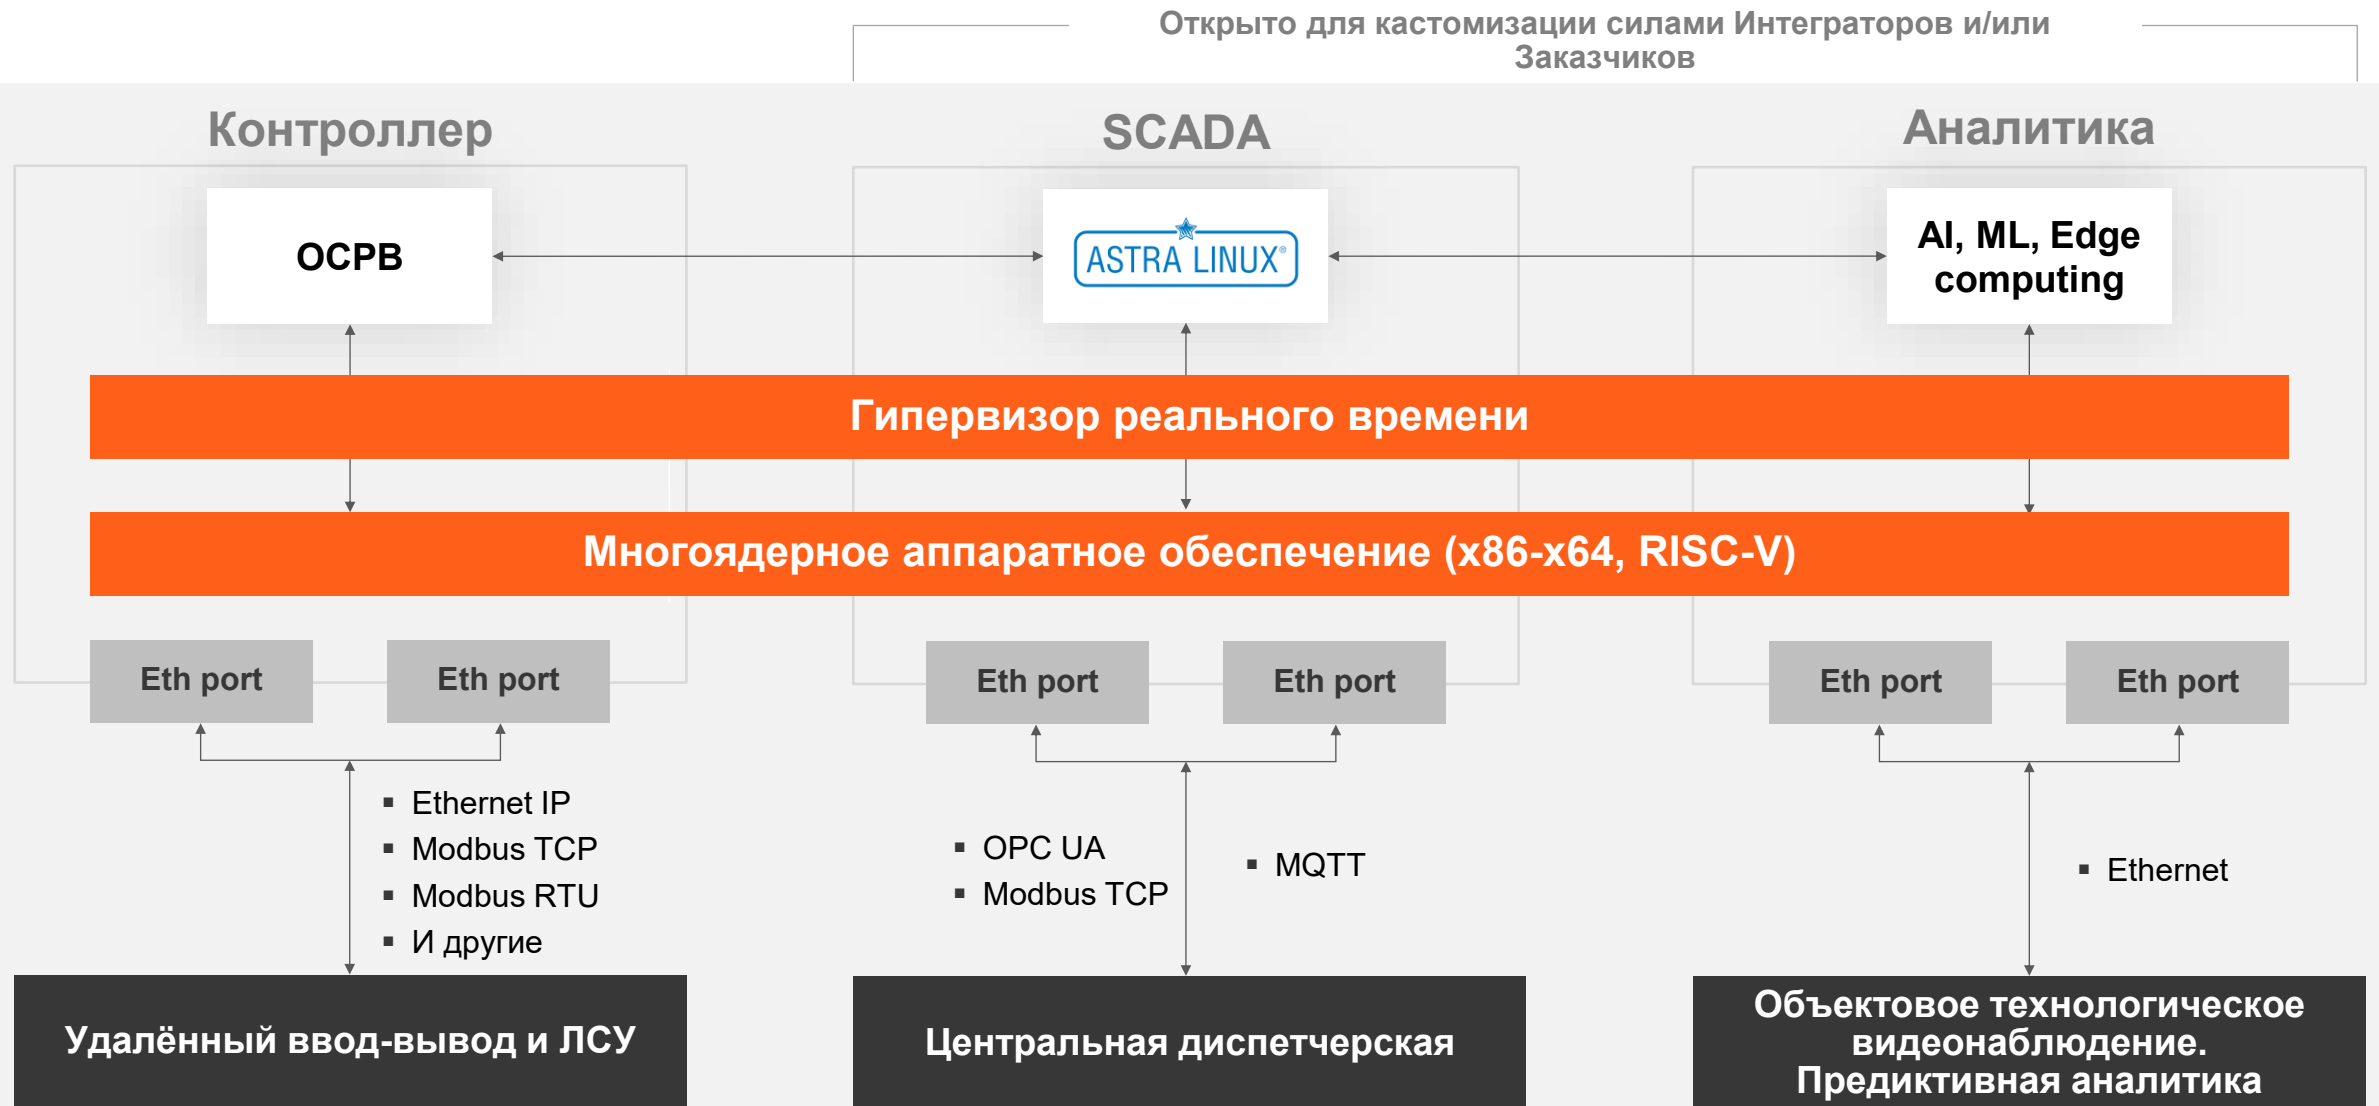 Открыто для кастомизации силами Интеграторов и/или
Заказчиков
Контроллер
SCADA
Аналитика
ОСРВ
ASTRA LINUX®
AI, ML, Edge
computing
Гипервизор реального времени
Многоядерное аппаратное обеспечение (x86-x64, RISC-V)
Eth port
Eth port
Eth port
Eth port
Eth port
Eth port
▪ Ethernet IP
▪ Modbus TCP
▪ Modbus RTU
▪ И другие
▪ OPC UA
▪ Modbus TCP
▪ MQTT
▪ Ethernet
Удалённый ввод-вывод и ЛСУ
Центральная диспетчерская
Объектовое технологическое
видеонаблюдение.
Предиктивная аналитика